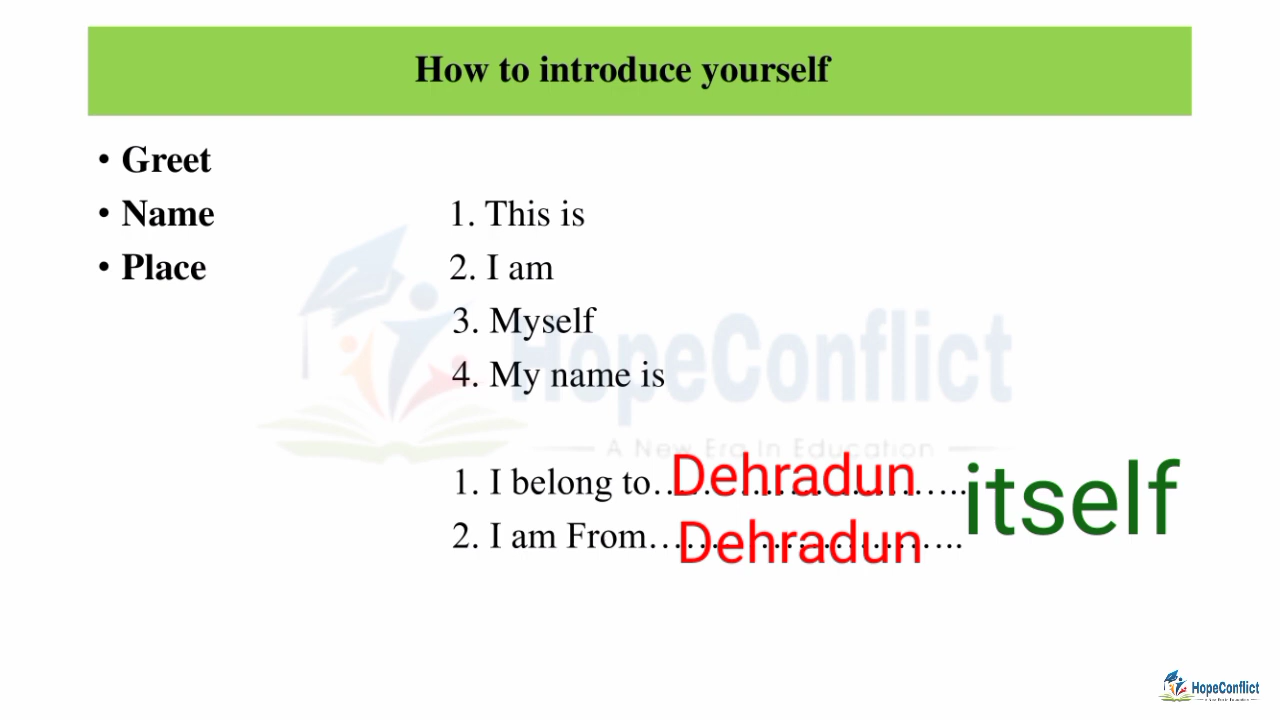 How to introduce yourself
• Greet
• Name 1. This is
• Place 2. I am
3. Myself
4. My name is
HopeConflict
A New Era In Education
1. I belong to……………………….. Dehradun itself
2. I am From…………………….. Dehradun
HopeConflict